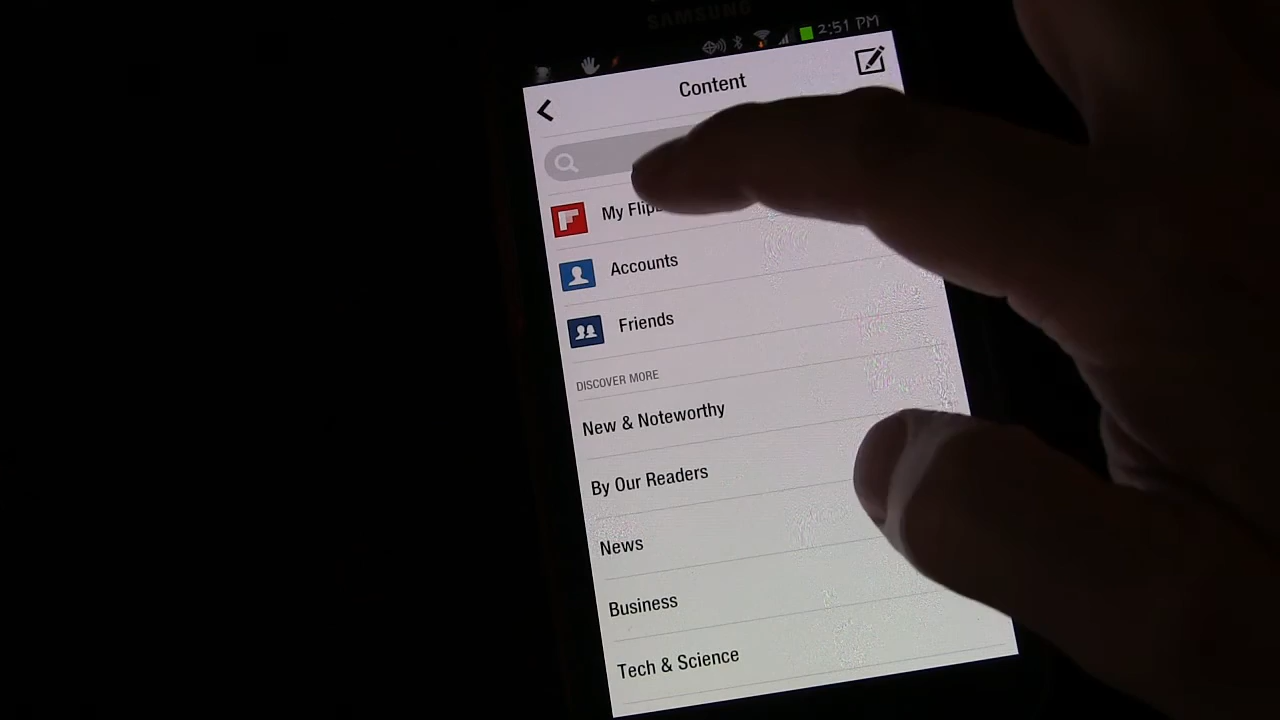 SAMSUNG
2:51 PM
Content
My Flip
Accounts
Friends
DISCOVER MORE
New & Noteworthy
By Our Readers
News
Business
Tech & Science